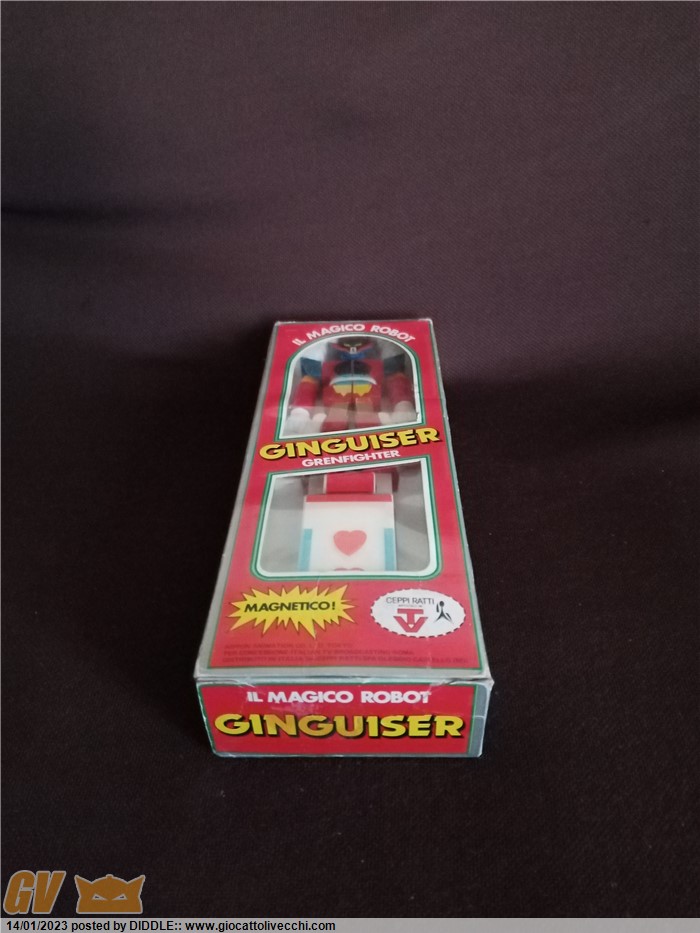 IL MAGICO ROBOT
GINGUISER
GRENFIGHTER
MAGNETICO!
CEPPI RATTI
TV
IL MAGICO ROBOT
GINGUISER
GV
14/01/2023 posted by DIDDLE:: www.giocattolivecchi.com